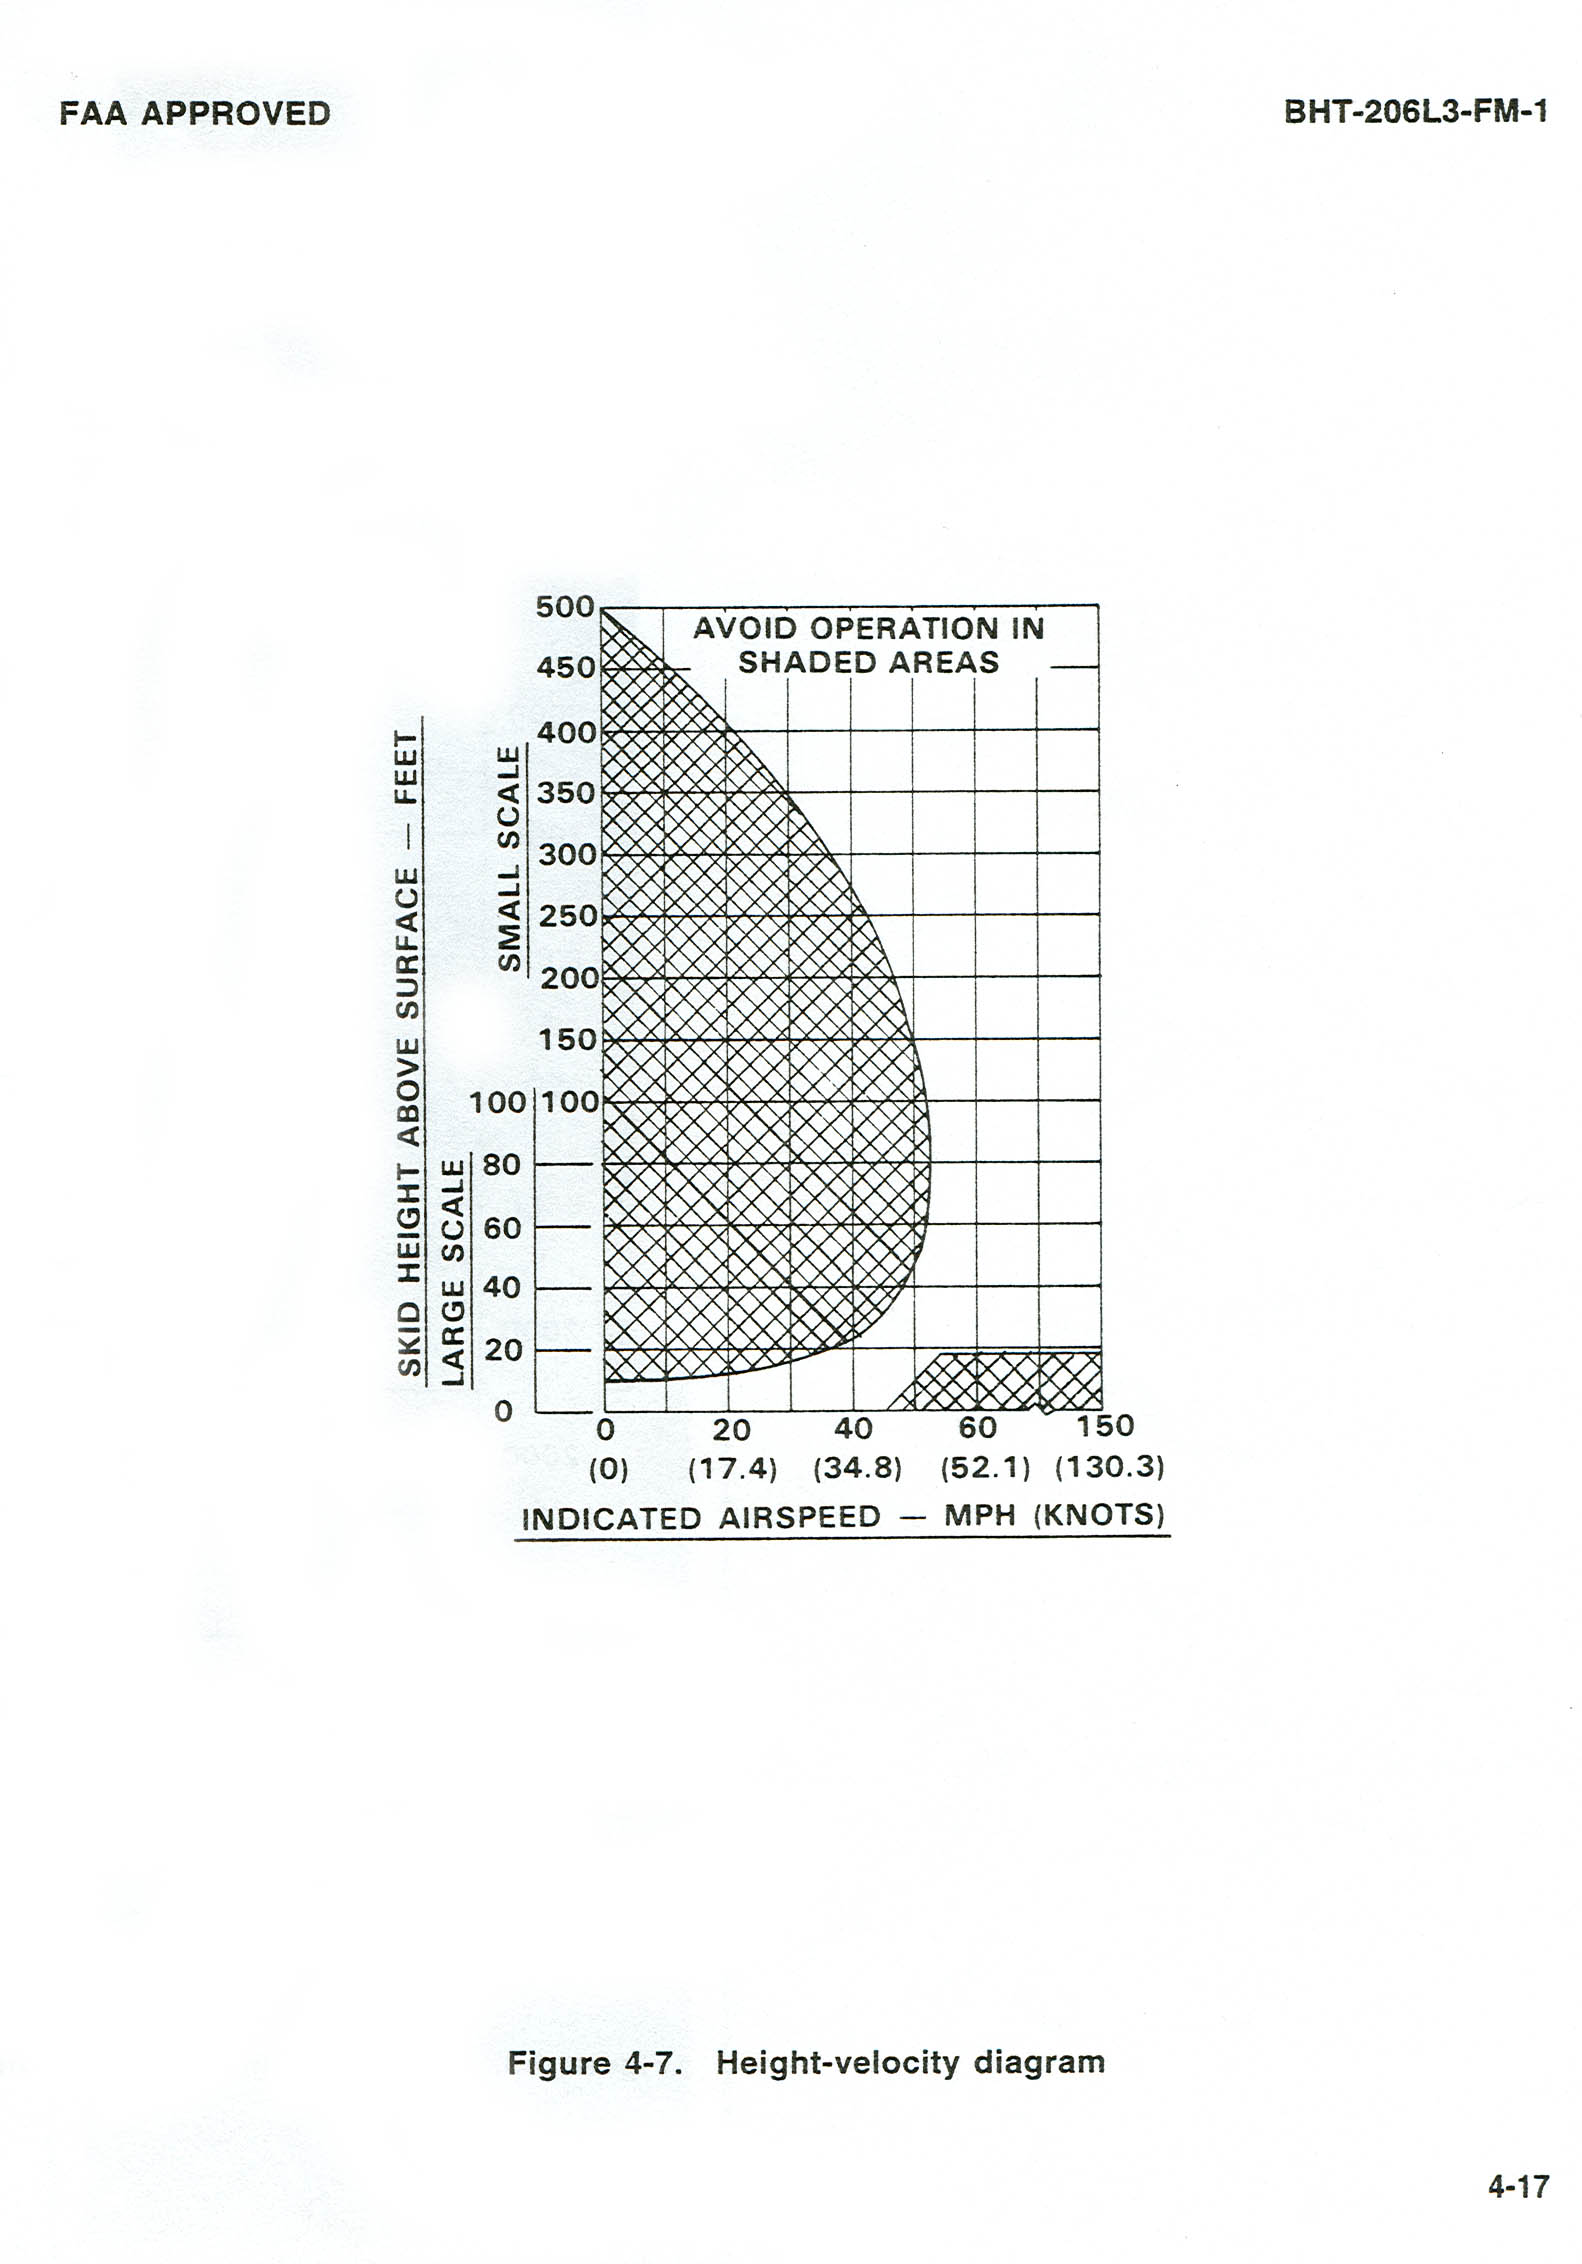 FAA APPROVED
BHT-206L3-FM-1
AVOID OPERATION IN
SHADED AREAS
SKID HEIGHT ABOVE SURFACE — FEET
SMALL SCALE
500
450
400
350
300
250
200
150
100
LARGE SCALE
100
80
60
40
20
0
0 20 40 60 150
(0) (17.4) (34.8) (52.1) (130.3)
INDICATED AIRSPEED — MPH (KNOTS)
Figure 4-7. Height-velocity diagram
4-17